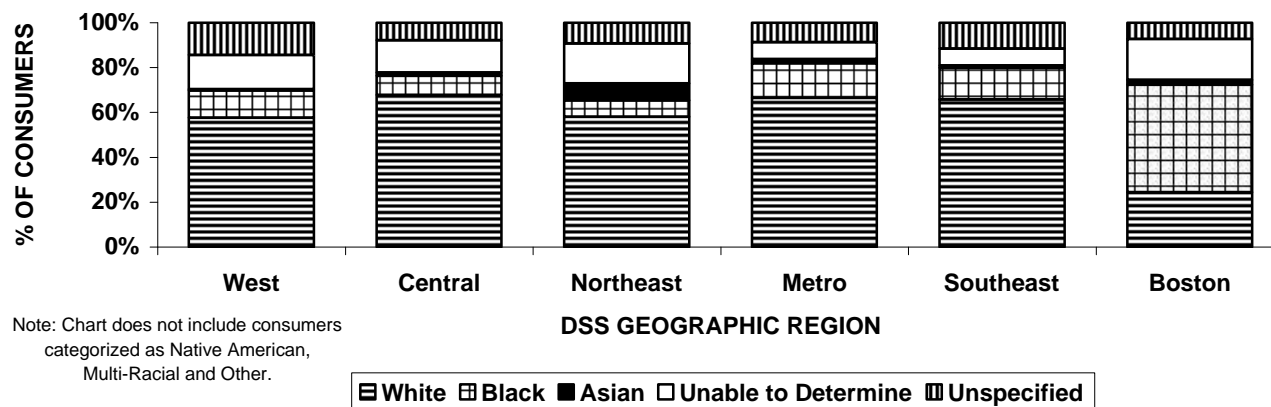 % OF CONSUMERS
100%
80%
60%
40%
20%
0%
West Central Northeast Metro Southeast Boston
DSS GEOGRAPHIC REGION
Note: Chart does not include consumers
categorized as Native American,
Multi-Racial and Other.
White Black Asian Unable to Determine Unspecified